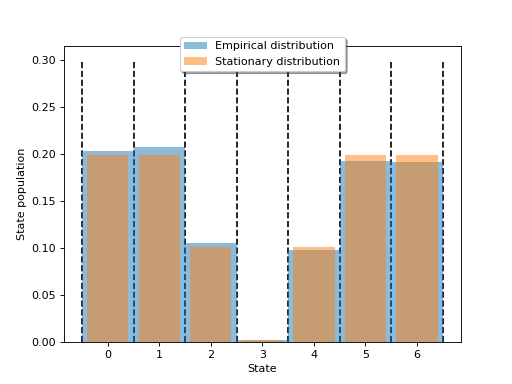 Empirical distribution
Stationary distribution
0.30
0.25
0.20
0.15
0.10
0.05
0.00
State population
0 1 2 3 4 5 6
State